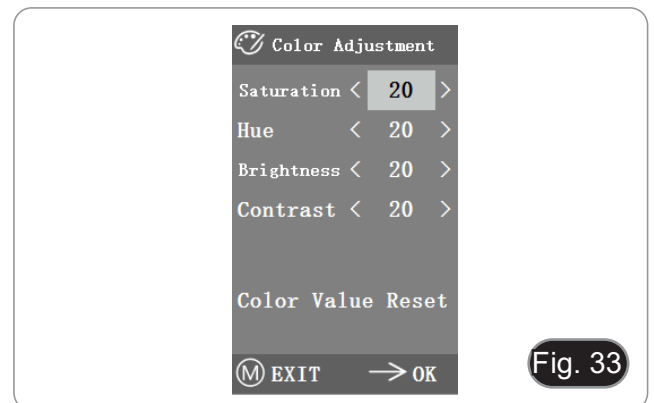 Color Adjustment
Saturation < 20 >
Hue < 20 >
Brightness < 20 >
Contrast < 20 >
Color Value Reset
M EXIT → OK
Fig. 33